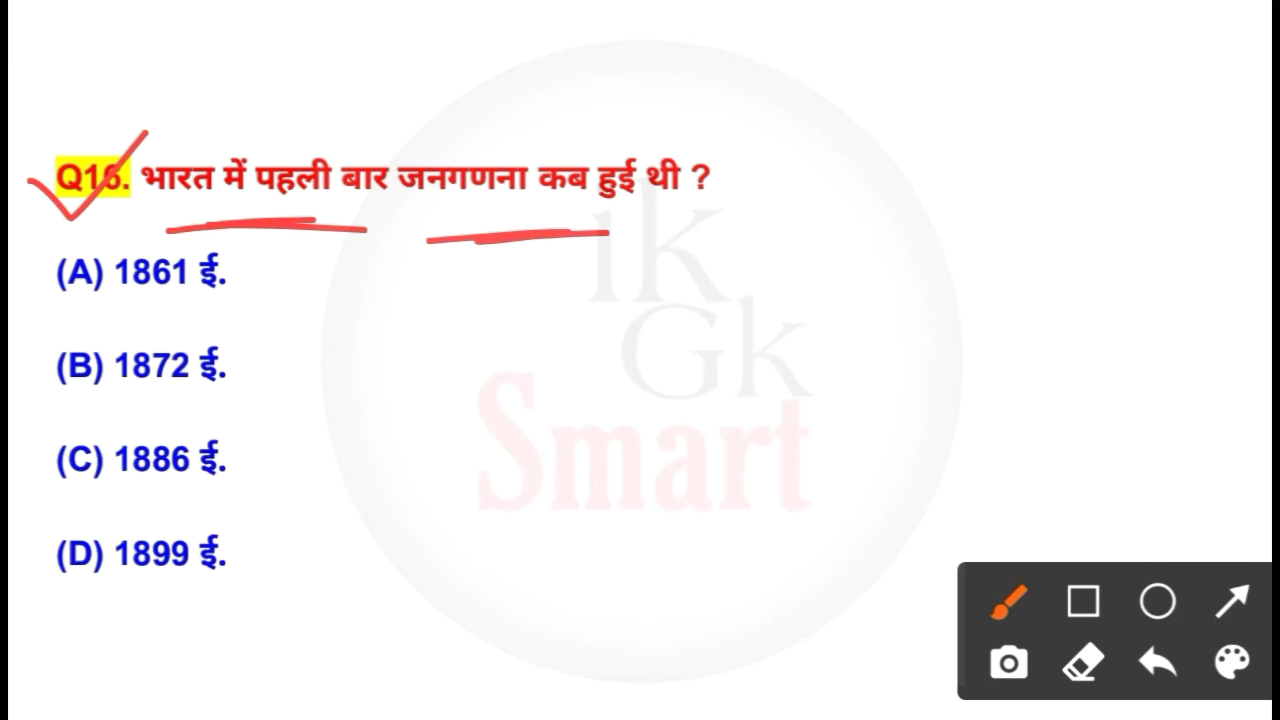 Q16. भारत में पहली बार जनगणना कब हुई थी ?
(A) 1861 ई.
(B) 1872 ई.
(C) 1886 ई.
(D) 1899 ई.
ik
Gk
Smart